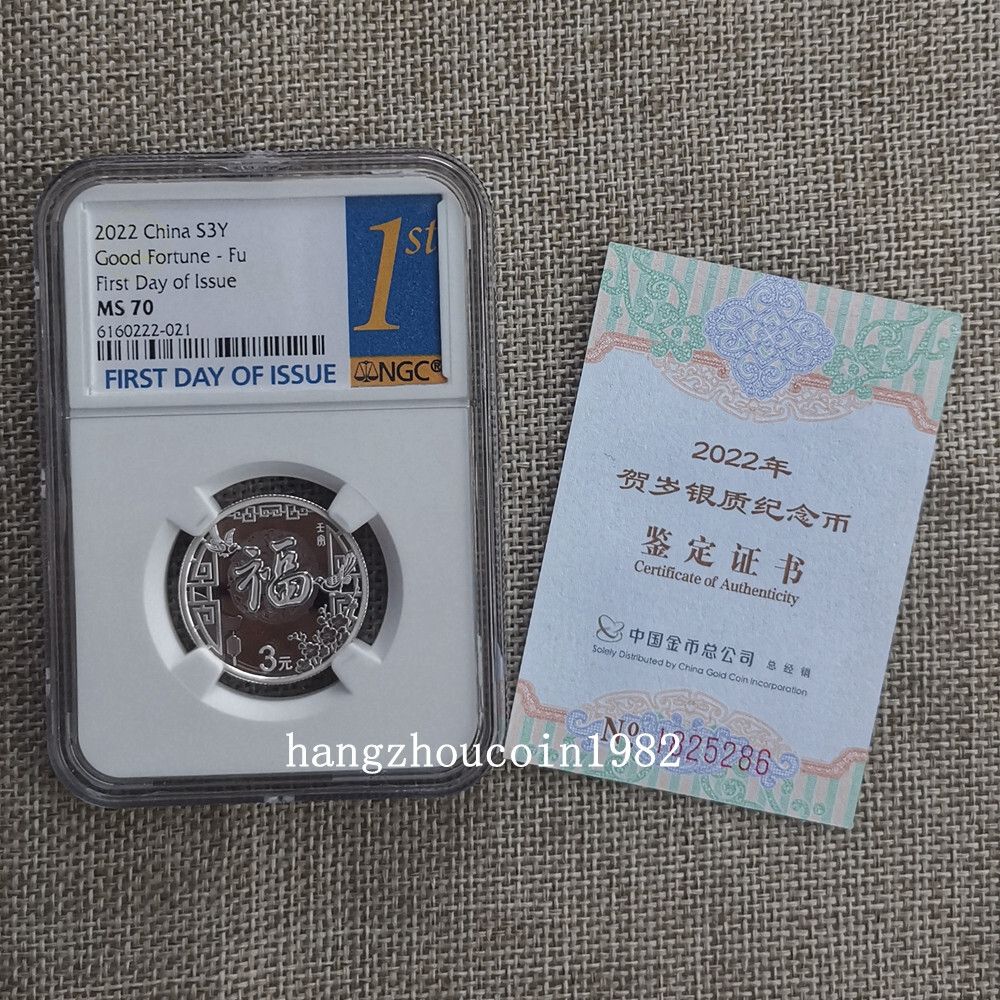 2022 China S3Y
Good Fortune - Fu
First Day of Issue
MS 70
6160222-021
FIRST DAY OF ISSUE
1st
NGC®
壬寅
福
3元
2022年
贺岁银质纪念币
鉴定证书
Certificate of Authenticity
中国金币总公司 总经销
Solely Distributed by China Gold Coin Incorporation
No 325286
hangzhoucoin1982